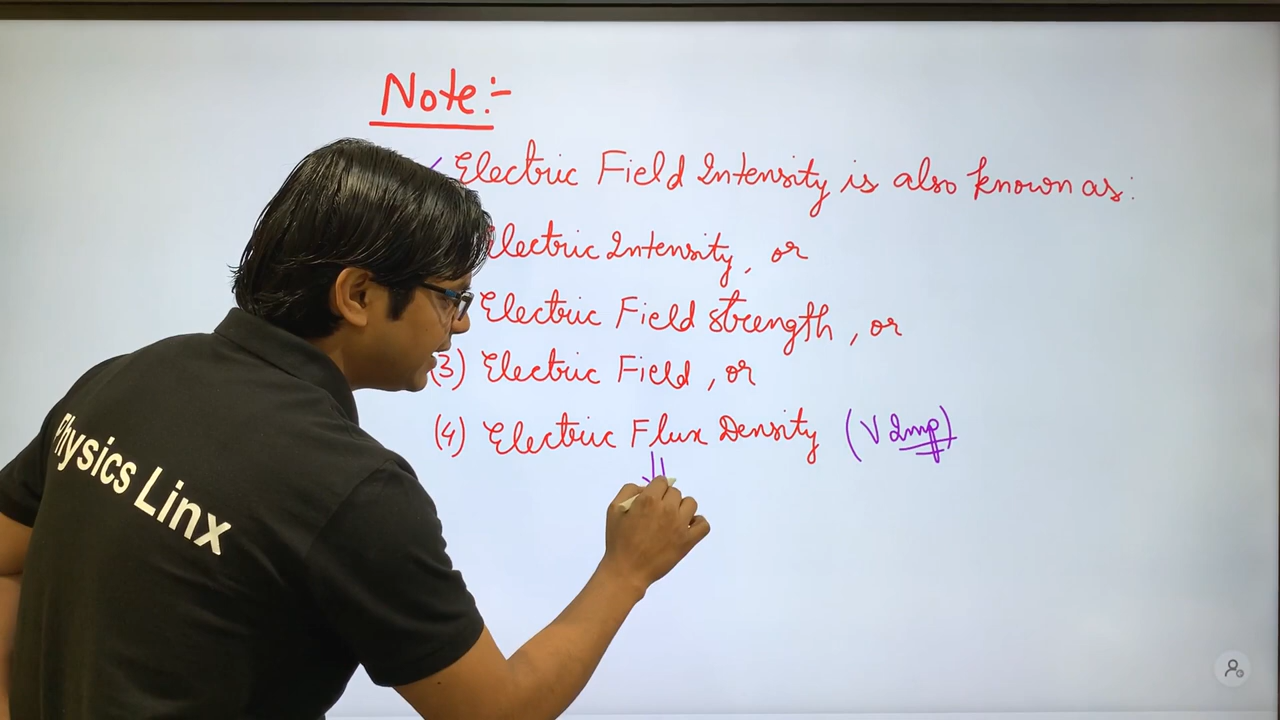 Note:-
Electric Field Intensity is also known as:
Electric Intensity, or
Electric Field strength, or
(3) Electric Field, or
(4) Electric Flux Density (V Imp)
Physics Linx